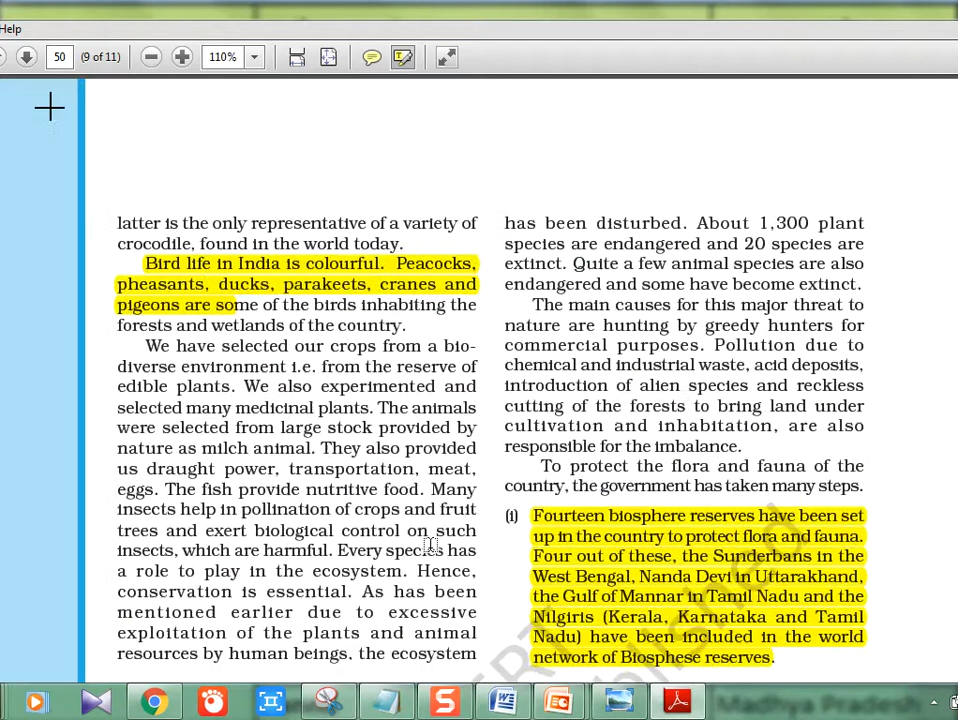 Help
50
(9 of 11)
110%
latter is the only representative of a variety of
crocodile, found in the world today.
Bird life in India is colourful. Peacocks,
pheasants, ducks, parakeets, cranes and
pigeons are some of the birds inhabiting the
forests and wetlands of the country.
We have selected our crops from a bio-
diverse environment i.e. from the reserve of
edible plants. We also experimented and
selected many medicinal plants. The animals
were selected from large stock provided by
nature as milch animal. They also provided
us draught power, transportation, meat,
eggs. The fish provide nutritive food. Many
insects help in pollination of crops and fruit
trees and exert biological control on such
insects, which are harmful. Every species has
a role to play in the ecosystem. Hence,
conservation is essential. As has been
mentioned earlier due to excessive
exploitation of the plants and animal
resources by human beings, the ecosystem
has been disturbed. About 1,300 plant
species are endangered and 20 species are
extinct. Quite a few animal species are also
endangered and some have become extinct.
The main causes for this major threat to
nature are hunting by greedy hunters for
commercial purposes. Pollution due to
chemical and industrial waste, acid deposits,
introduction of alien species and reckless
cutting of the forests to bring land under
cultivation and inhabitation, are also
responsible for the imbalance.
To protect the flora and fauna of the
country, the government has taken many steps.
(i) Fourteen biosphere reserves have been set
up in the country to protect flora and fauna.
Four out of these, the Sunderbans in the
West Bengal, Nanda Devi in Uttarakhand,
the Gulf of Mannar in Tamil Nadu and the
Nilgiris (Kerala, Karnataka and Tamil
Nadu) have been included in the world
network of Biosphese reserves.
Madhya Pradesh